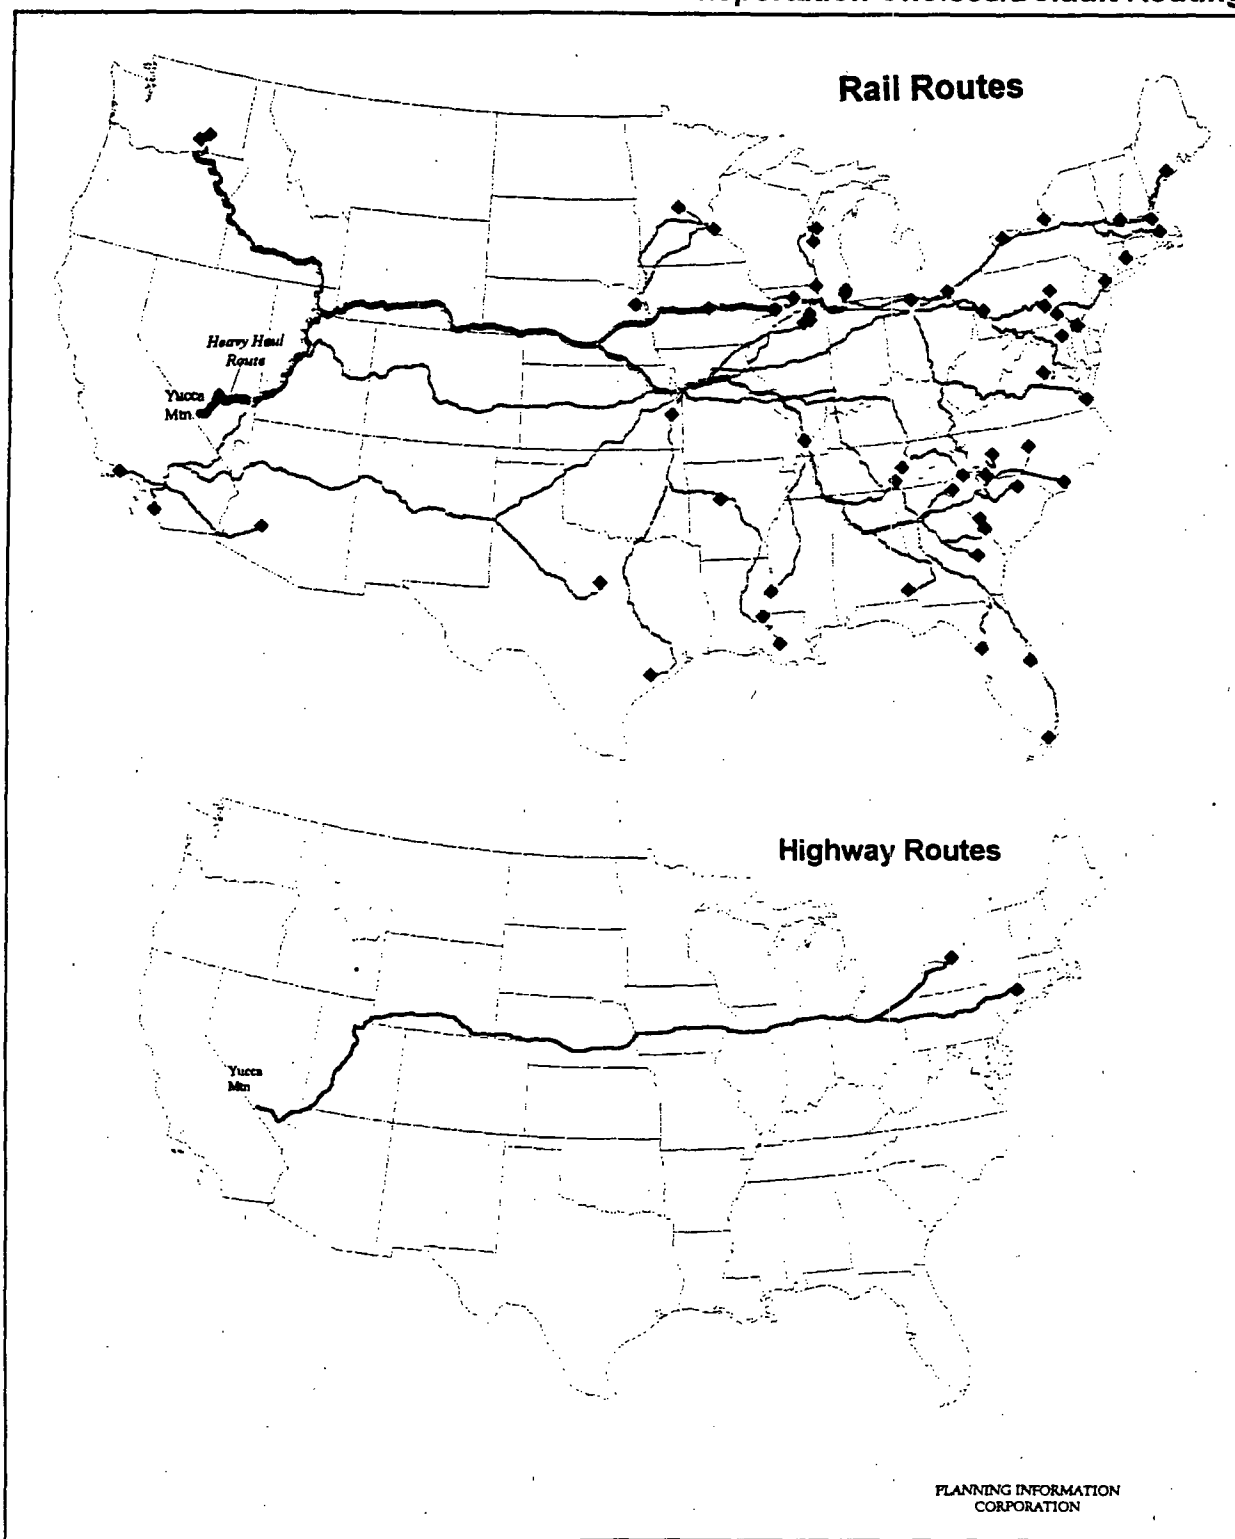 Rail Routes
Heavy Haul
Route
Yucca
Mtn.
Highway Routes
Yucca
Mtn
PLANNING INFORMATION
CORPORATION